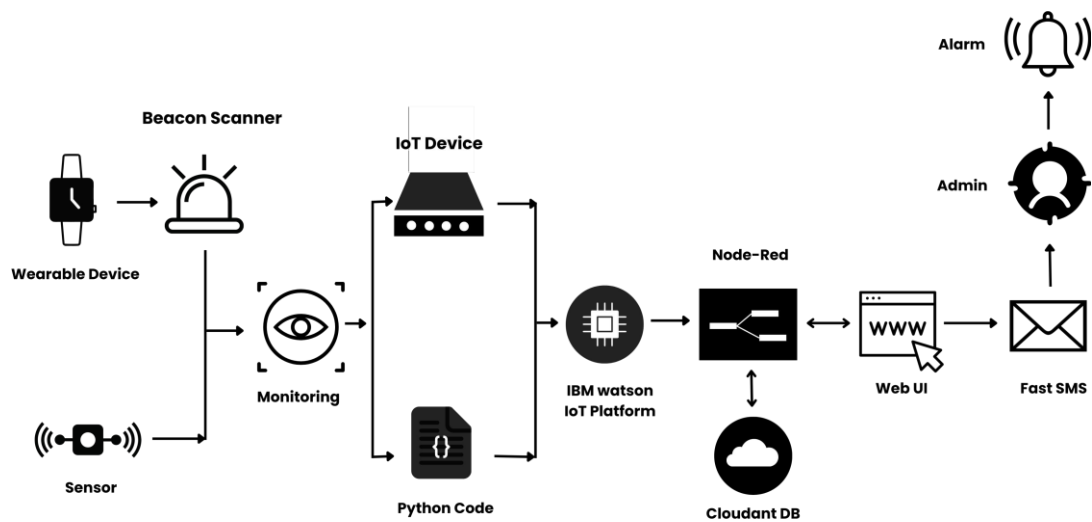 Alarm
Beacon Scanner
IoT Device
Admin
Wearable Device
Node-Red
WWW
Monitoring
IBM watson
IoT Platform
Web UI
Fast SMS
{}
Sensor
Python Code
Cloudant DB